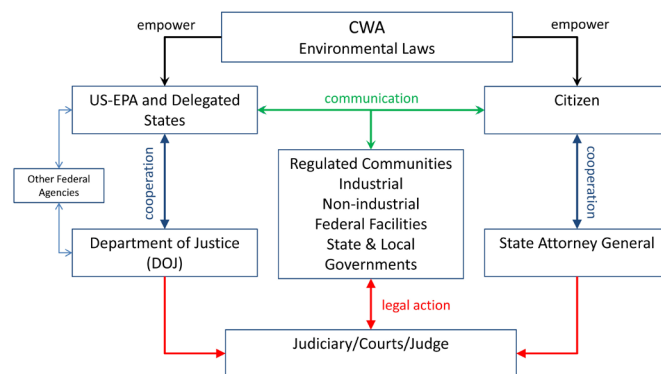 empower
CWA
Environmental Laws
empower
US-EPA and Delegated
States
communication
Citizen
Other Federal
Agencies
cooperation
Regulated Communities
Industrial
Non-industrial
Federal Facilities
State & Local
Governments
cooperation
Department of Justice
(DOJ)
State Attorney General
legal action
Judiciary/Courts/Judge